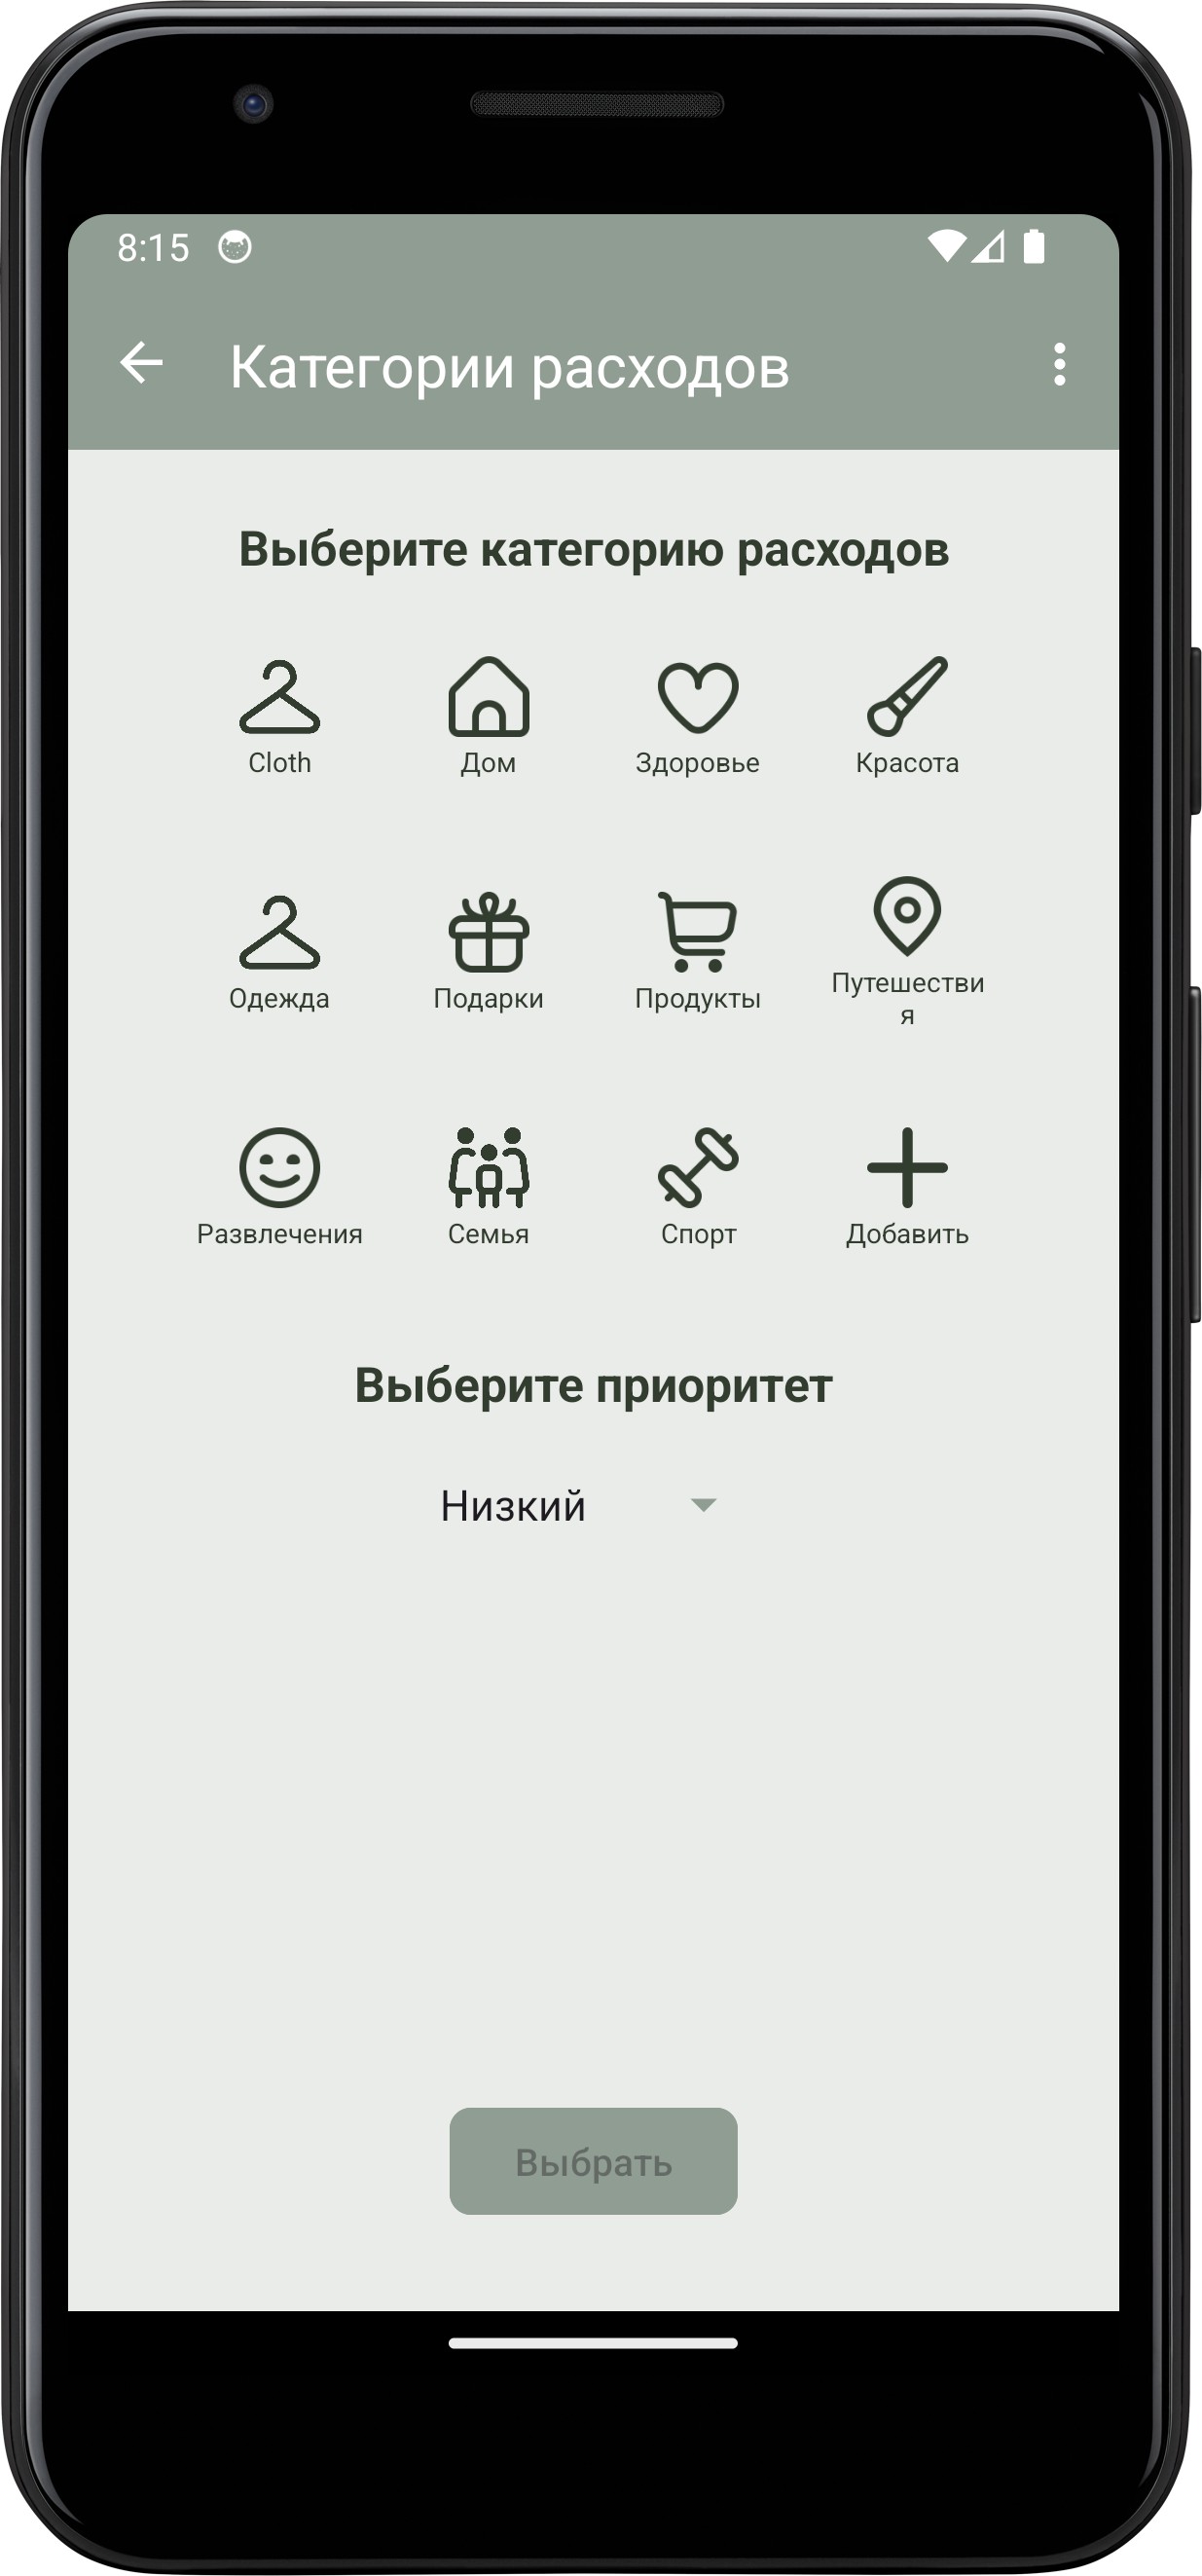 8:15
Категории расходов
Выберите категорию расходов
Cloth
Дом
Здоровье
Красота
Одежда
Подарки
Продукты
Путешестви
я
Развлечения
Семья
Спорт
Добавить
Выберите приоритет
Низкий
Выбрать